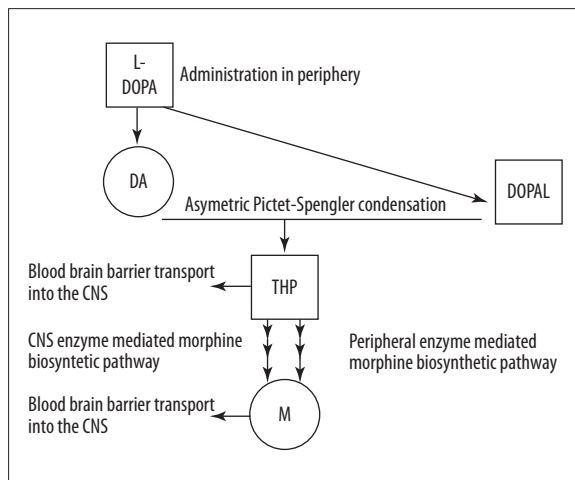 L-
DOPA
Administration in periphery
DA
DOPAL
Asymetric Pictet-Spengler condensation
Blood brain barrier transport
into the CNS
THP
CNS enzyme mediated morphine
biosyntetic pathway
Peripheral enzyme mediated
morphine biosynthetic pathway
Blood brain barrier transport
into the CNS
M